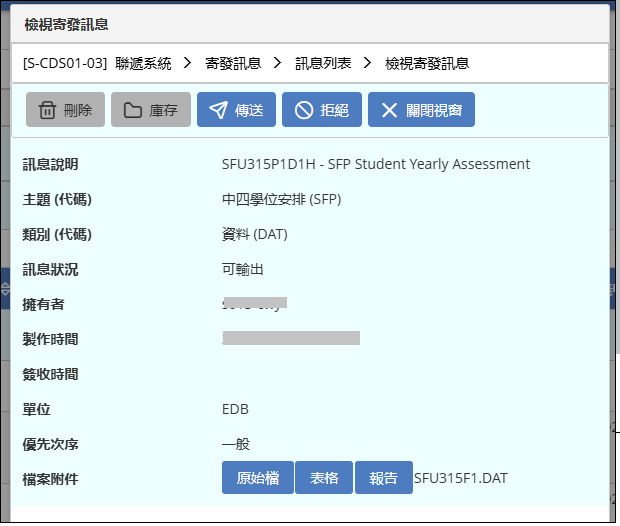 檢視寄發訊息
[S-CDS01-03] 聯遞系統 > 寄發訊息 > 訊息列表 > 檢視寄發訊息
刪除 庫存 傳送 拒絕 關閉視窗
訊息說明 SFU315P1D1H - SFP Student Yearly Assessment
主題 (代碼) 中四學位安排 (SFP)
類別 (代碼) 資料 (DAT)
訊息狀況 可輸出
擁有者
製作時間
簽收時間
單位 EDB
優先次序 一般
檔案附件 原始檔 表格 報告 SFU315F1.DAT